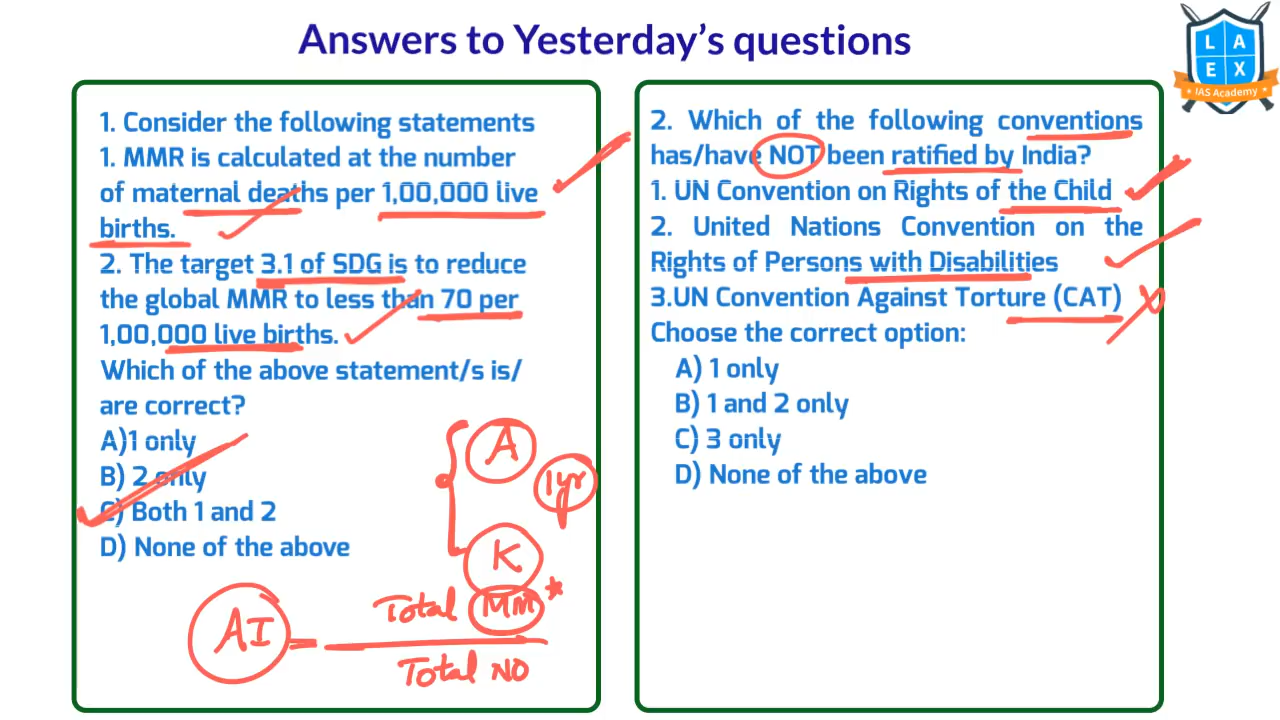 Answers to Yesterday's questions
L A
E X
IAS Academy
1. Consider the following statements
1. MMR is calculated at the number
of maternal deaths per 1,00,000 live
births.
2. The target 3.1 of SDG is to reduce
the global MMR to less than 70 per
1,00,000 live births.
Which of the above statement/s is/
are correct?
A)1 only
B) 2 only
C) Both 1 and 2
D) None of the above
A
1yr
K
Total MM*
AI =
Total NO
2. Which of the following conventions
has/have NOT been ratified by India?
1. UN Convention on Rights of the Child
2. United Nations Convention on the
Rights of Persons with Disabilities
3.UN Convention Against Torture (CAT)
Choose the correct option:
A) 1 only
B) 1 and 2 only
C) 3 only
D) None of the above